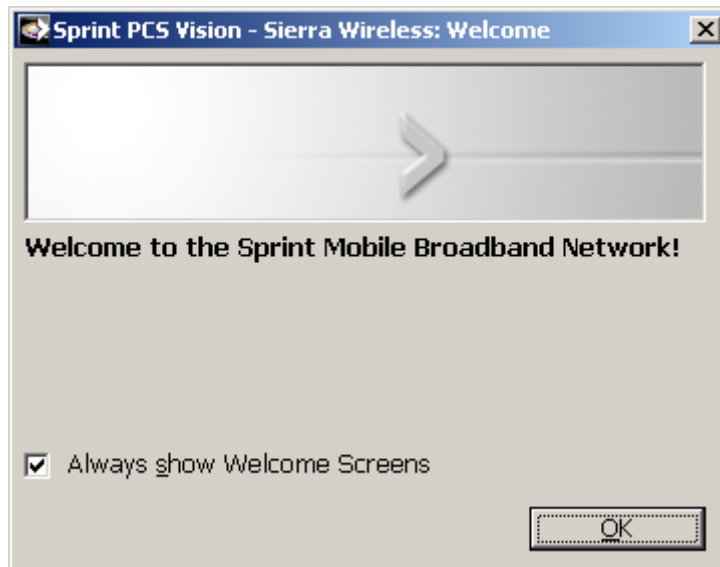 Sprint PCS Vision - Sierra Wireless: Welcome
Welcome to the Sprint Mobile Broadband Network!
Always show Welcome Screens
OK